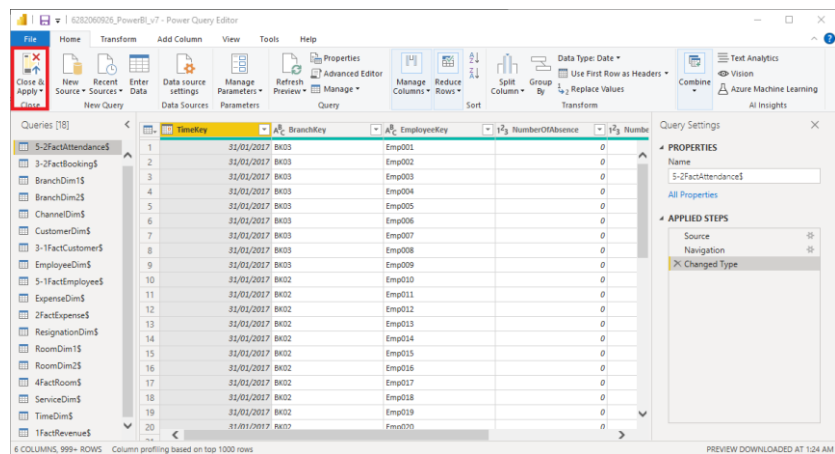 6282060926_PowerBI_v7 - Power Query Editor
File Home Transform Add Column View Tools Help
Close & Apply
New Source
Recent Sources
Enter Data
Data source settings
Manage Parameters
Refresh Preview
Properties
Advanced Editor
Manage
Manage Columns
Reduce Rows
Split Column
Group By
Data Type: Date
Use First Row as Headers
Replace Values
Combine
Text Analytics
Vision
Azure Machine Learning
Close New Query Data Sources Parameters Query Sort Transform AI Insights
Queries [18]
5-2FactAttendance$
3-2FactBooking$
BranchDim1$
BranchDim2$
ChannelDim$
CustomerDim$
3-1FactCustomer$
EmployeeDim$
5-1FactEmployee$
ExpenseDim$
2FactExpense$
ResignationDim$
RoomDim1$
RoomDim2$
4FactRoom$
ServiceDim$
TimeDim$
1FactRevenue$
TimeKey ABC BranchKey ABC EmployeeKey 123 NumberOfAbsence 123 Numbe
1 31/01/2017 BK03 Emp001 0
2 31/01/2017 BK03 Emp002 0
3 31/01/2017 BK03 Emp003 0
4 31/01/2017 BK03 Emp004 0
5 31/01/2017 BK03 Emp005 0
6 31/01/2017 BK03 Emp006 0
7 31/01/2017 BK03 Emp007 0
8 31/01/2017 BK03 Emp008 0
9 31/01/2017 BK03 Emp009 0
10 31/01/2017 BK02 Emp010 0
11 31/01/2017 BK02 Emp011 0
12 31/01/2017 BK02 Emp012 0
13 31/01/2017 BK02 Emp013 0
14 31/01/2017 BK02 Emp014 0
15 31/01/2017 BK02 Emp015 0
16 31/01/2017 BK02 Emp016 0
17 31/01/2017 BK02 Emp017 0
18 31/01/2017 BK02 Emp018 0
19 31/01/2017 BK02 Emp019 0
20 31/01/2017 BK02 Emp020 0
Query Settings
PROPERTIES
Name
5-2FactAttendance$
All Properties
APPLIED STEPS
Source
Navigation
Changed Type
6 COLUMNS, 999+ ROWS Column profiling based on top 1000 rows PREVIEW DOWNLOADED AT 1:24 AM